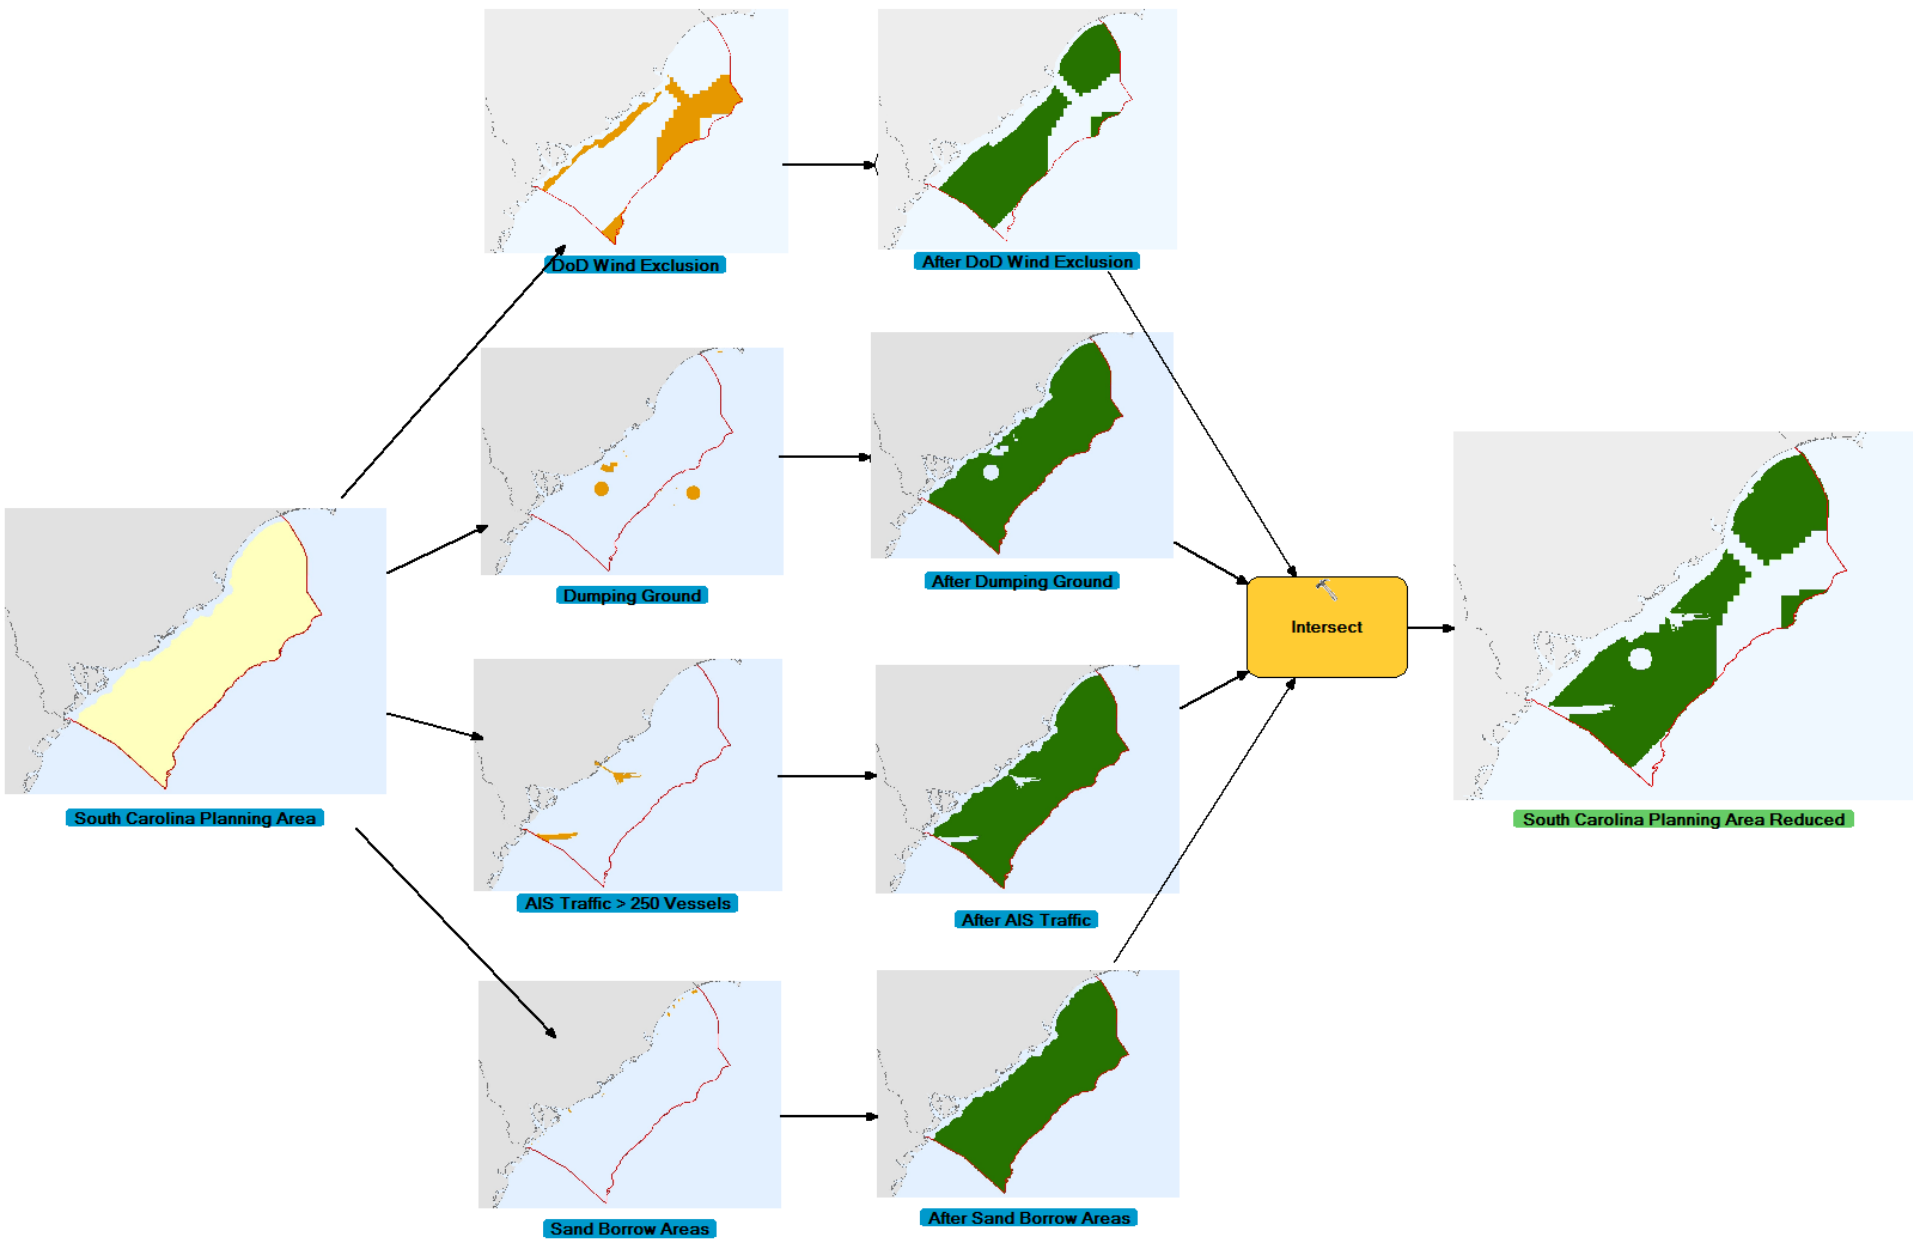 DoD Wind Exclusion
After DoD Wind Exclusion
Dumping Ground
After Dumping Ground
Intersect
South Carolina Planning Area
South Carolina Planning Area Reduced
AIS Traffic > 250 Vessels
After AIS Traffic
Sand Borrow Areas
After Sand Borrow Areas